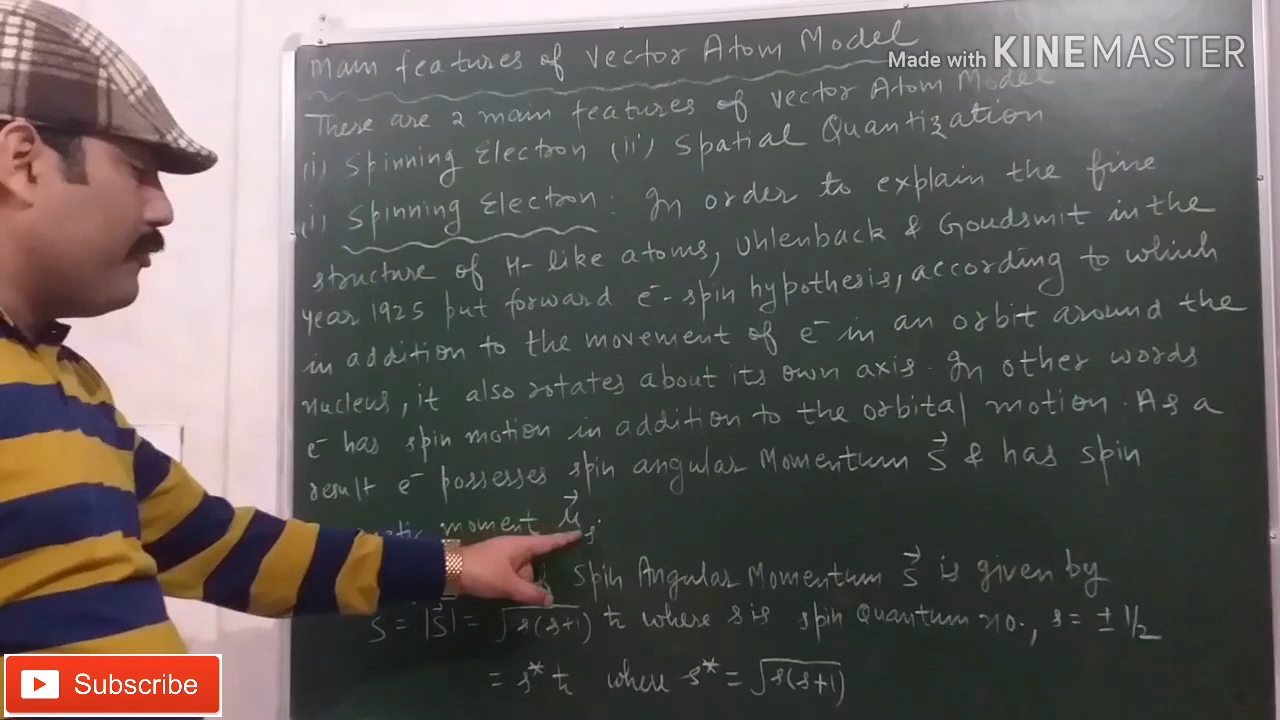 Main features of Vector Atom Model
Made with KINEMASTER
There are 2 main features of Vector Atom Model
(i) Spinning Electron (ii) Spatial Quantization
(i) Spinning Electron : In order to explain the fine
structure of H-like atoms, Uhlenback & Goudsmit in the
year 1925 put forward e⁻-spin hypothesis, according to which
in addition to the movement of e⁻ in an orbit around the
nucleus, it also rotates about its own axis. In other words
e⁻ has spin motion in addition to the orbital motion. As a
result e⁻ possesses spin angular Momentum S⃗ & has spin
moment μ⃗s.
Spin Angular Momentum S⃗ is given by
S = |S⃗| = √s(s+1) ħ where s is spin Quantum no., s = ± 1/2
= s* ħ where s* = √s(s+1)
Subscribe